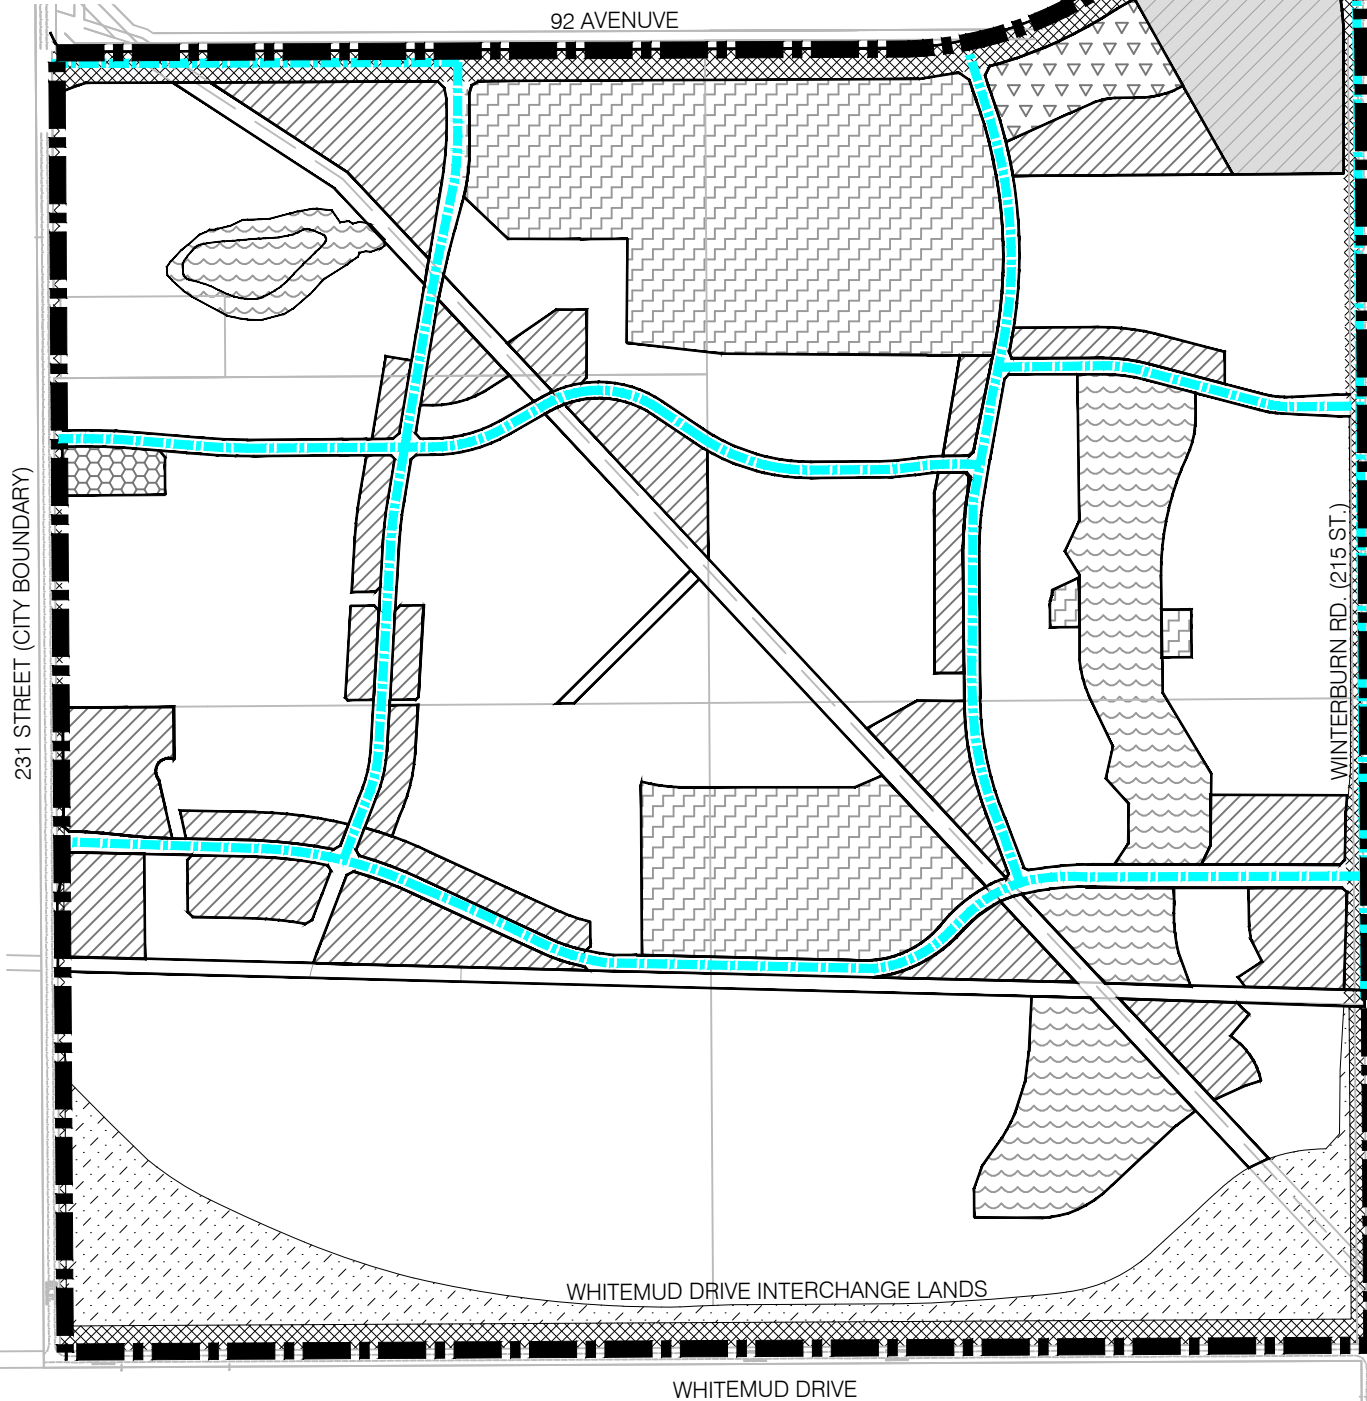 92 AVENUVE
231 STREET (CITY BOUNDARY)
WINTERBURN RD. (215 ST.)
WHITEMUD DRIVE INTERCHANGE LANDS
WHITEMUD DRIVE